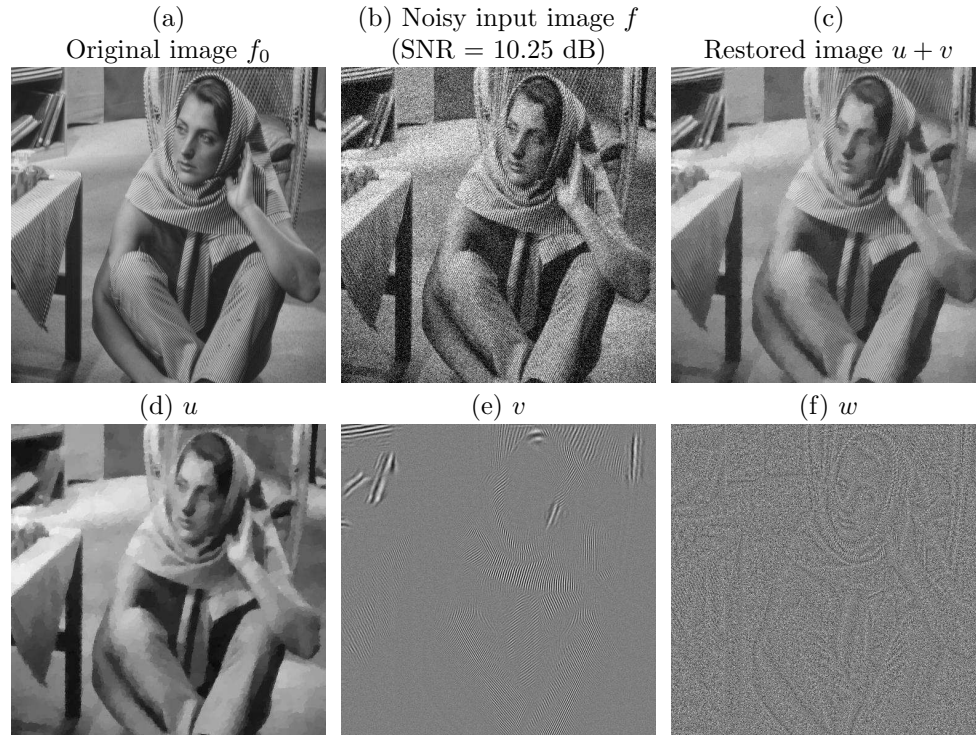 (a)
Original image f₀
(b) Noisy input image f
(SNR = 10.25 dB)
(c)
Restored image u + v
(d) u
(e) v
(f) w